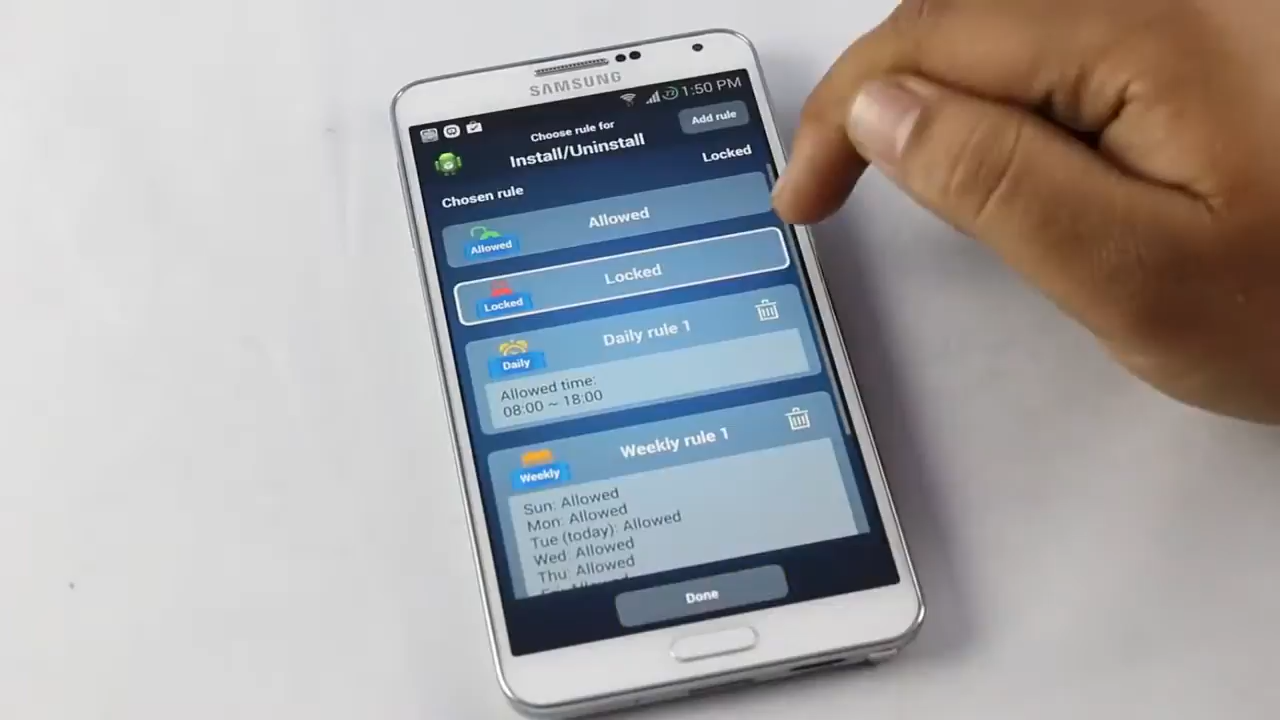 SAMSUNG
77 1:50 PM
Choose rule for
Install/Uninstall
Add rule
Chosen rule
Locked
Allowed
Allowed
Locked
Locked
Daily rule 1
Daily
Allowed time:
08:00 ~ 18:00
Weekly rule 1
Weekly
Sun: Allowed
Mon: Allowed
Tue (today): Allowed
Wed: Allowed
Thu: Allowed
Done